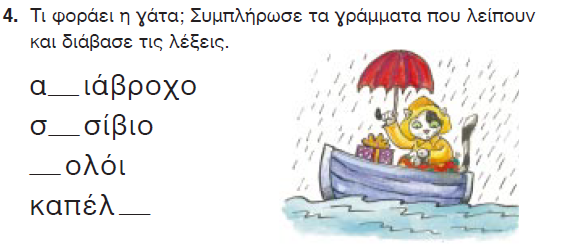 4. Τι φοράει η γάτα; Συμπλήρωσε τα γράμματα που λείπουν
και διάβασε τις λέξεις.
α__ιάβροχο
σ__σίβιο
__ολόι
καπέλ__